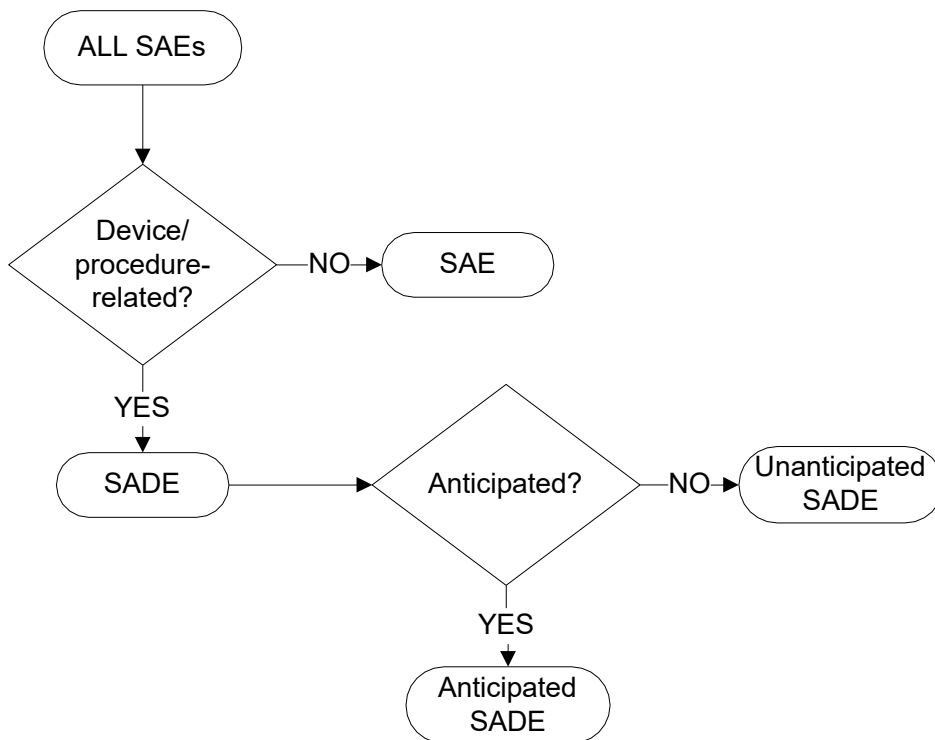 ALL SAEs
Device/
procedure-
related?
NO
SAE
YES
SADE
Anticipated?
NO
Unanticipated
SADE
YES
Anticipated
SADE